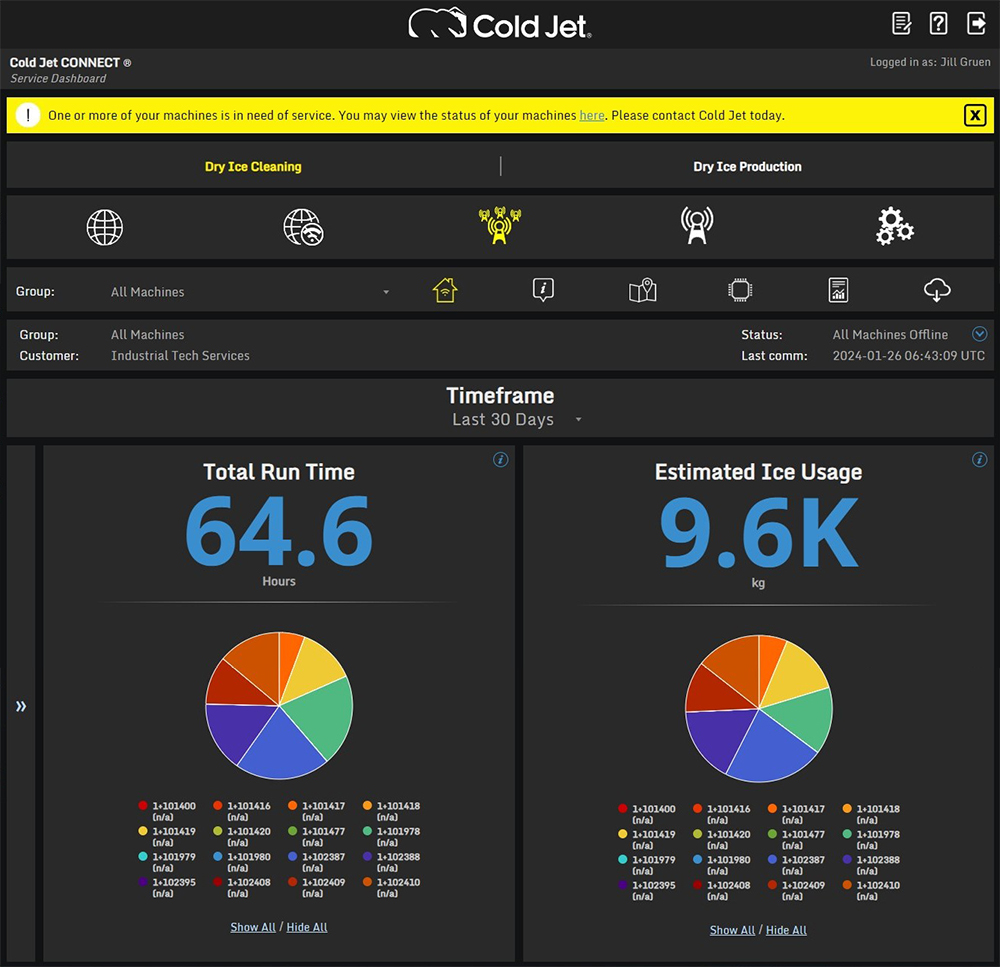 Cold Jet®
Cold Jet CONNECT ®
Logged in as: Jill Gruen
Service Dashboard
! One or more of your machines is in need of service. You may view the status of your machines here. Please contact Cold Jet today. X
Dry Ice Cleaning | Dry Ice Production
Group: All Machines
Group: All Machines
Customer: Industrial Tech Services
Status: All Machines Offline
Last comm: 2024-01-26 06:43:09 UTC
Timeframe
Last 30 Days
»
Total Run Time
64.6
Hours
1+101400 1+101416 1+101417 1+101418
(n/a) (n/a) (n/a) (n/a)
1+101419 1+101420 1+101477 1+101978
(n/a) (n/a) (n/a) (n/a)
1+101979 1+101980 1+102387 1+102388
(n/a) (n/a) (n/a) (n/a)
1+102395 1+102408 1+102409 1+102410
(n/a) (n/a) (n/a) (n/a)
Show All / Hide All
Estimated Ice Usage
9.6K
kg
1+101400 1+101416 1+101417 1+101418
(n/a) (n/a) (n/a) (n/a)
1+101419 1+101420 1+101477 1+101978
(n/a) (n/a) (n/a) (n/a)
1+101979 1+101980 1+102387 1+102388
(n/a) (n/a) (n/a) (n/a)
1+102395 1+102408 1+102409 1+102410
(n/a) (n/a) (n/a) (n/a)
Show All / Hide All